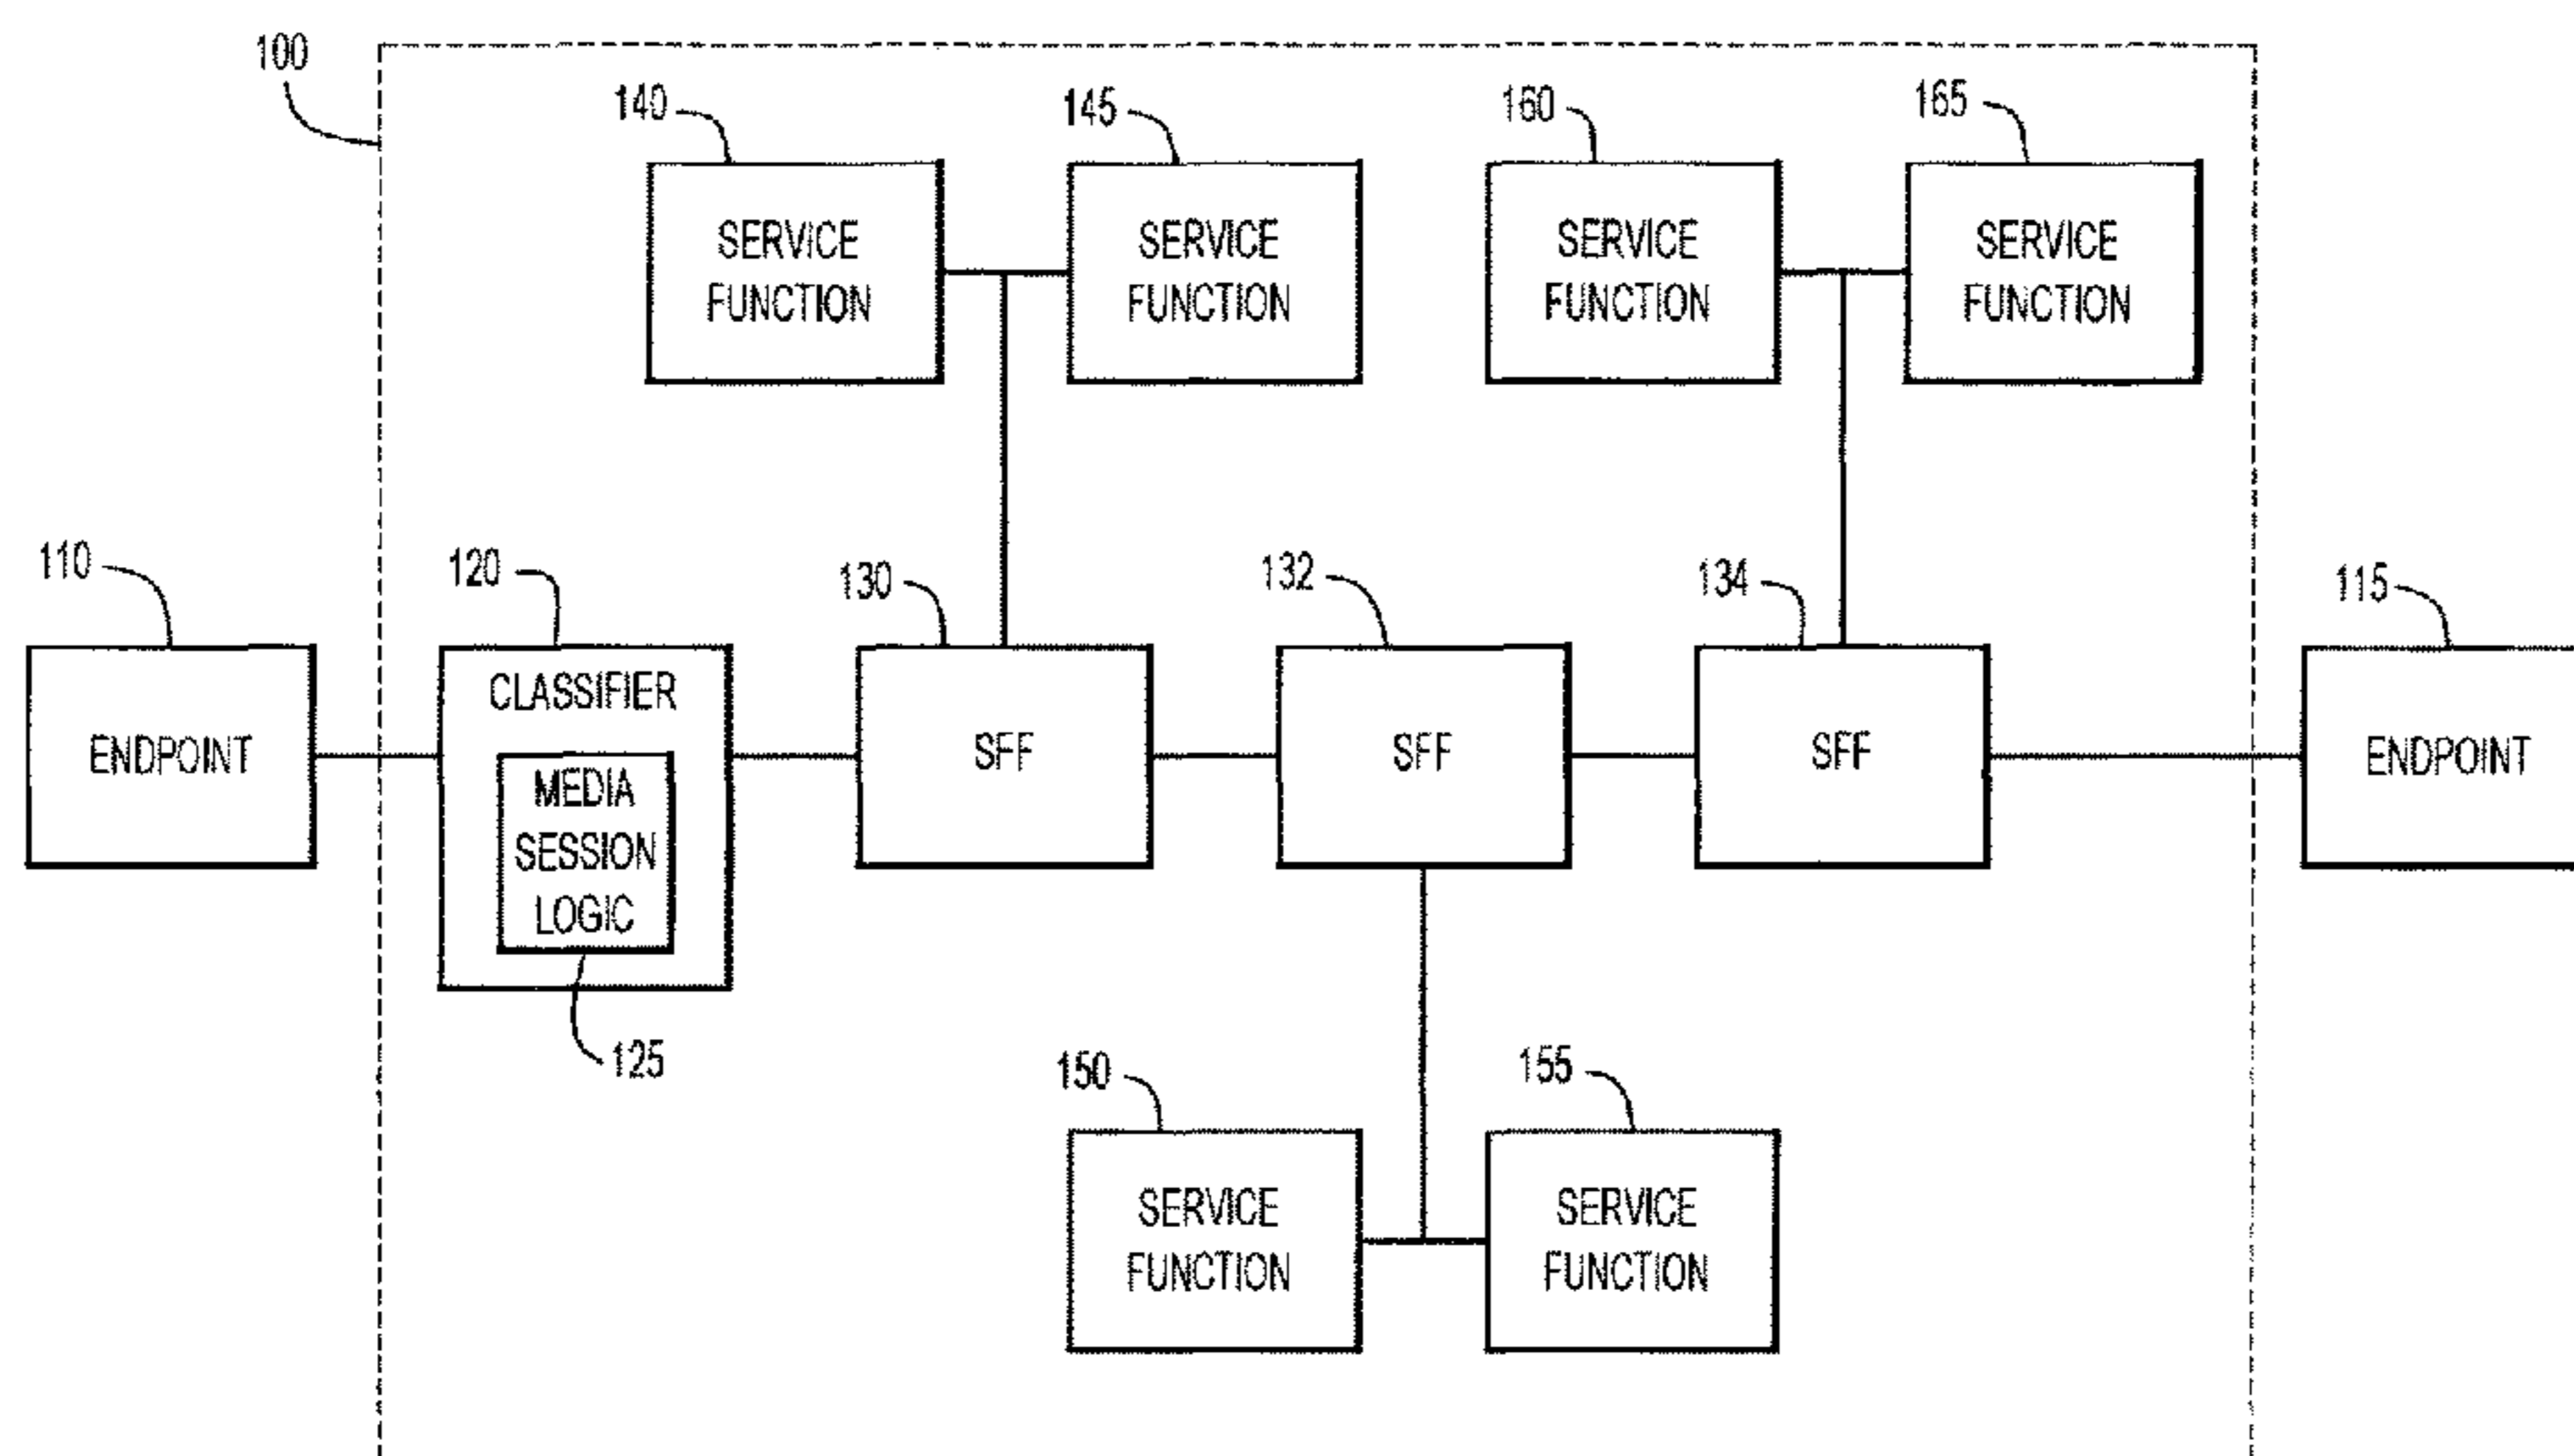 100
140
145
160
165
SERVICE
FUNCTION
SERVICE
FUNCTION
SERVICE
FUNCTION
SERVICE
FUNCTION
110
120
130
132
134
115
ENDPOINT
CLASSIFIER
MEDIA
SESSION
LOGIC
SFF
SFF
SFF
ENDPOINT
125
150
155
SERVICE
FUNCTION
SERVICE
FUNCTION